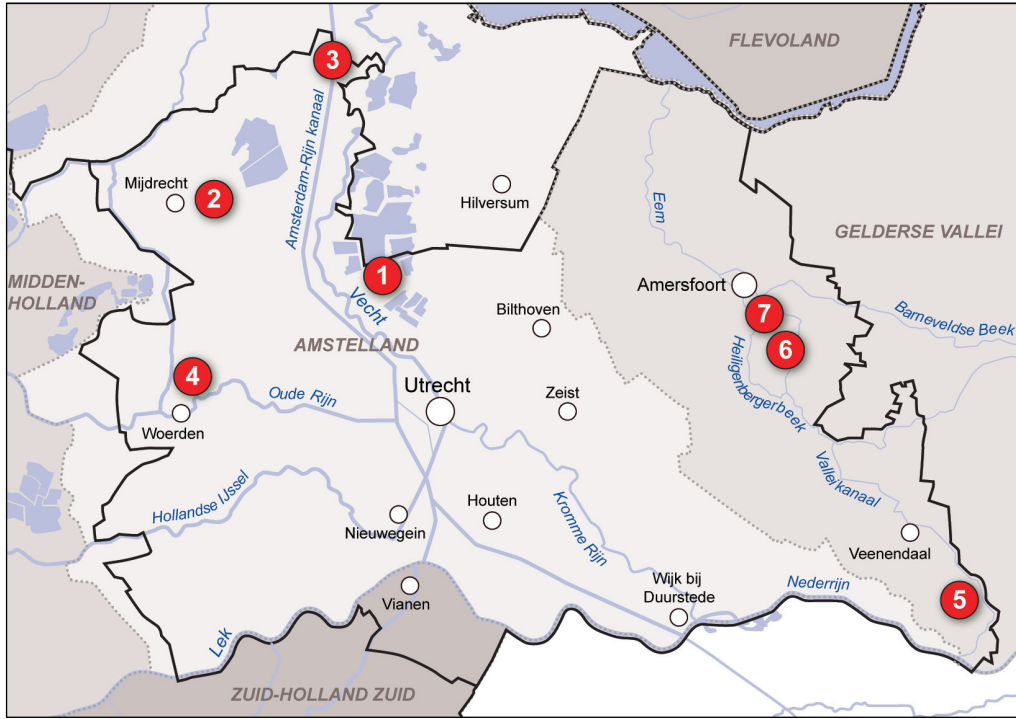 FLEVOLAND
3
Amsterdam-Rijn kanaal
Mijdrecht
2
Hilversum
Eem
GELDERSE VALLEI
MIDDEN-
HOLLAND
1
Vecht
Amersfoort
7
Bilthoven
Barneveldse Beek
AMSTELLAND
6
Heiligenbergerbeek
4
Utrecht
Oude Rijn
Zeist
Woerden
Valleikanaal
Hollandse IJssel
Houten
Kromme Rijn
Nieuwegein
Veenendaal
Wijk bij
Duurstede
Nederrijn
Vianen
5
Lek
ZUID-HOLLAND ZUID